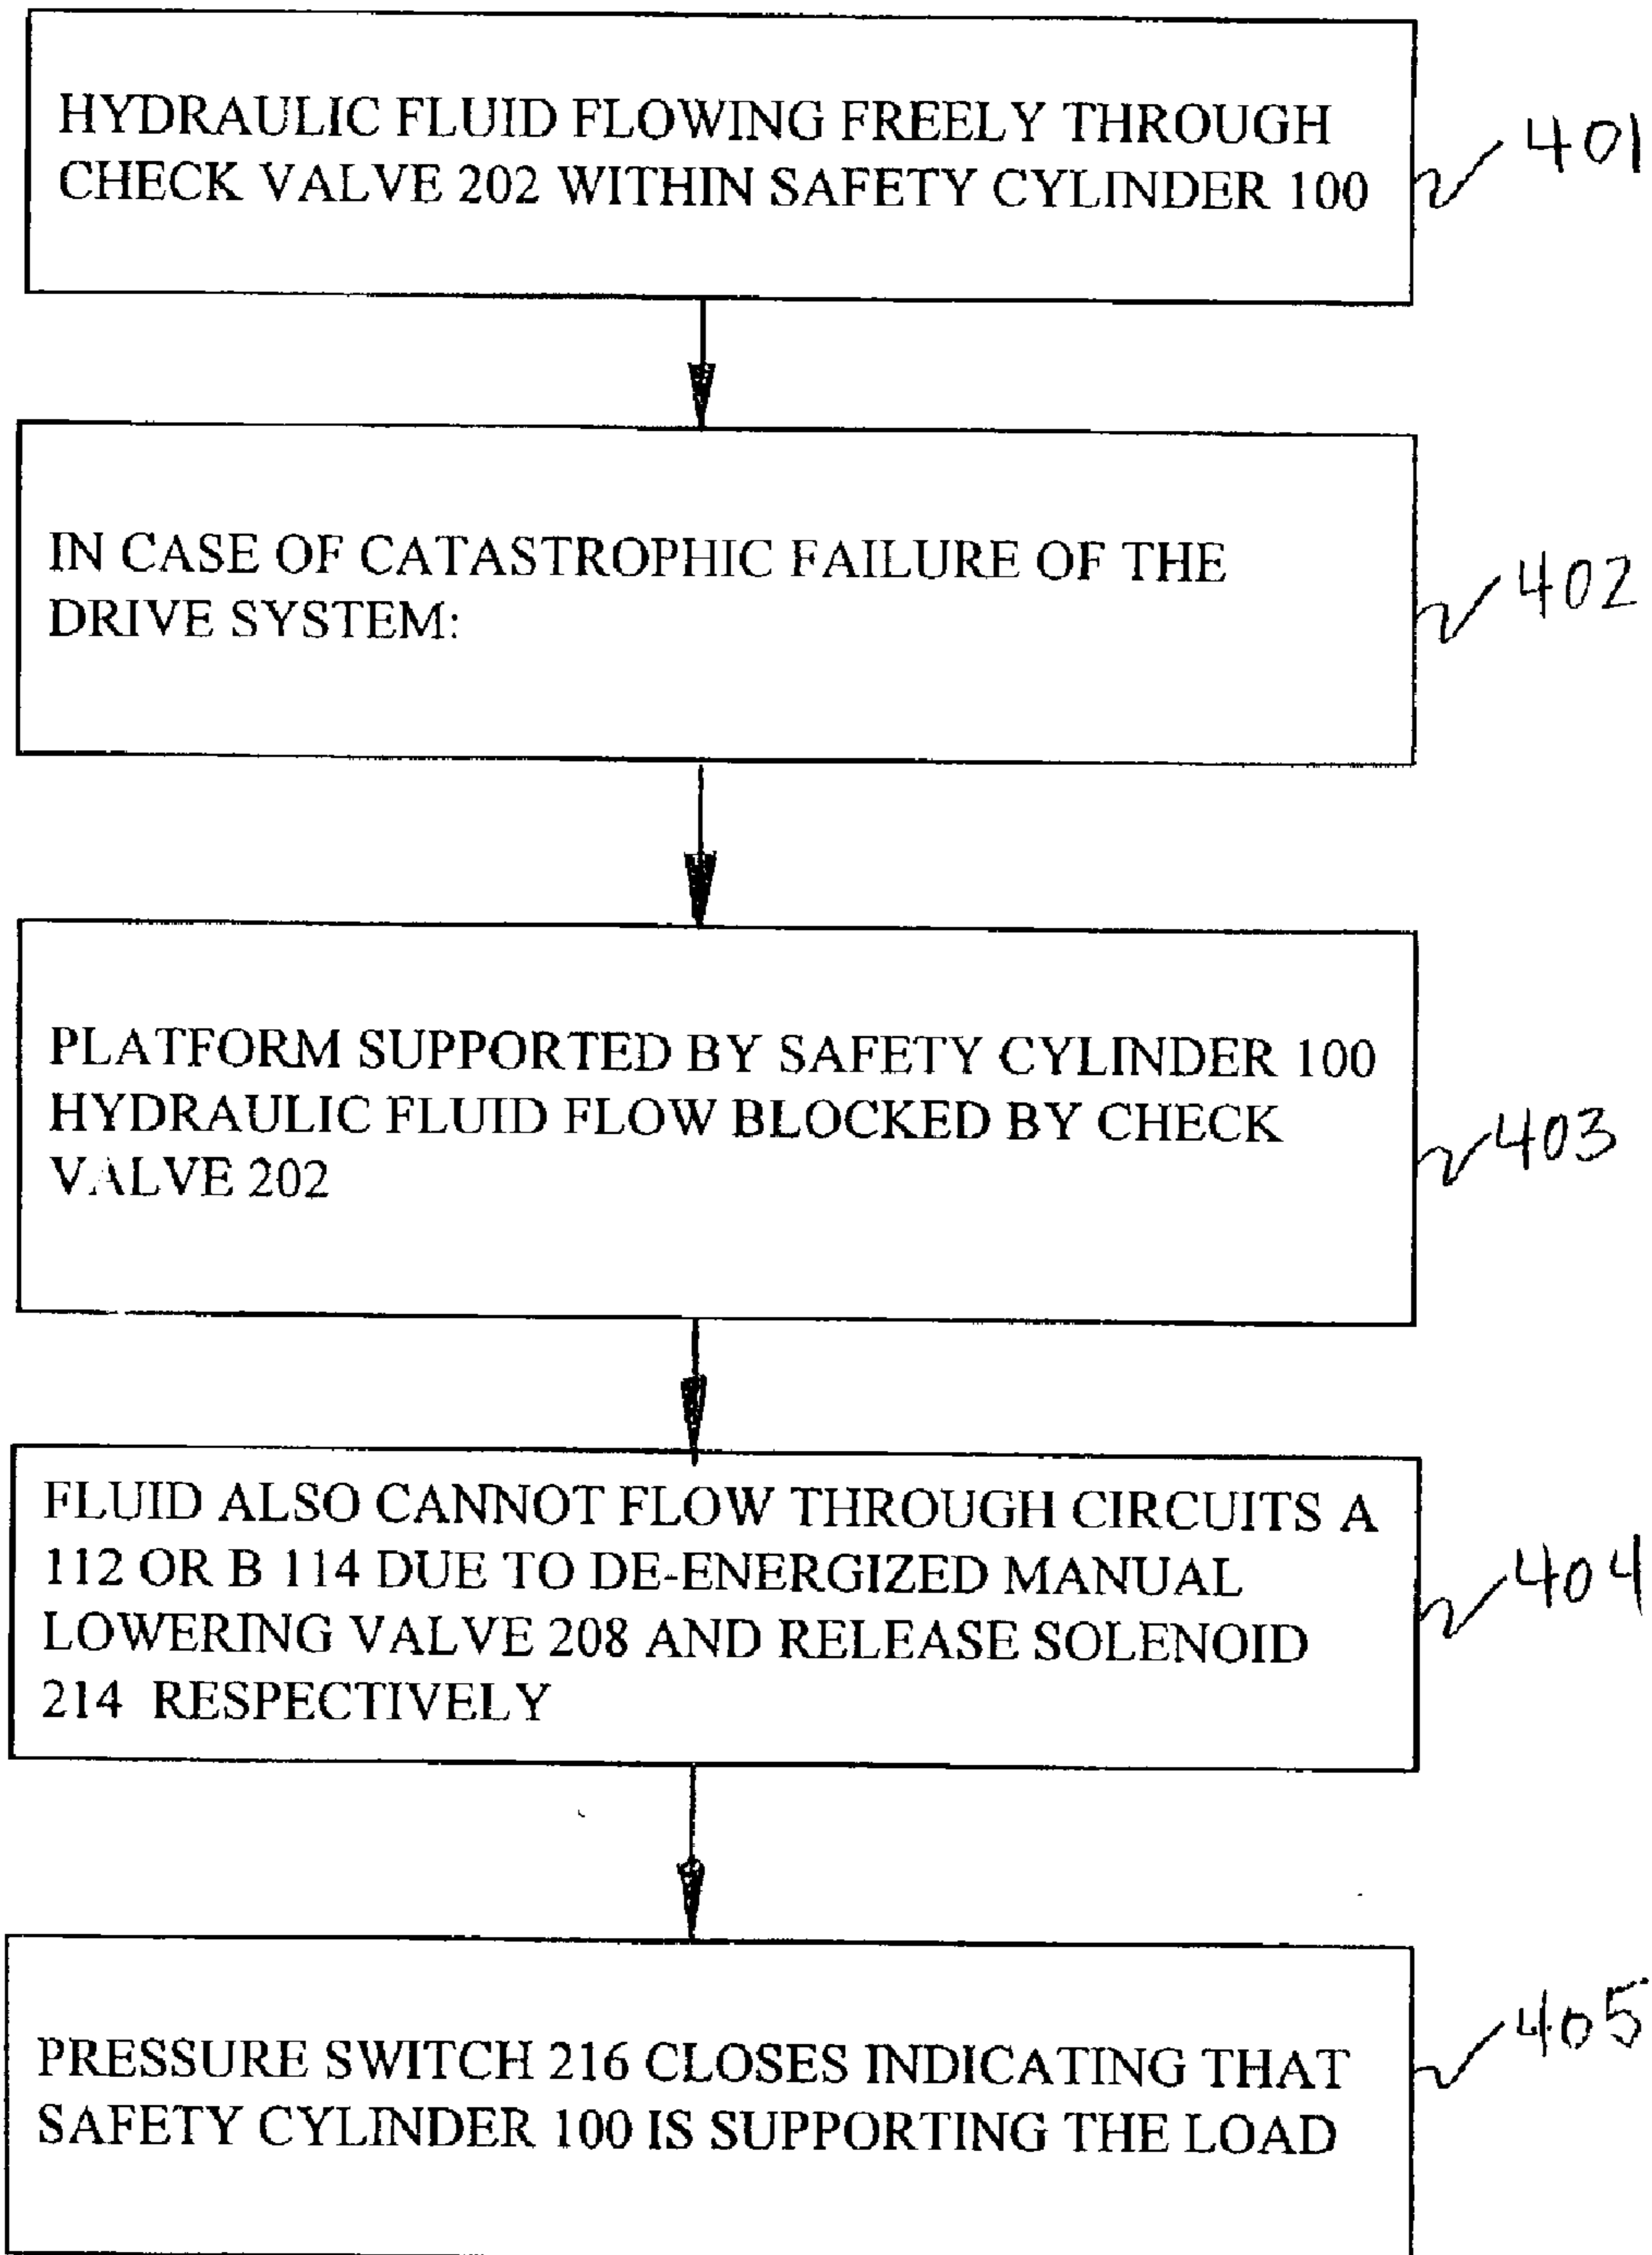 HYDRAULIC FLUID FLOWING FREELY THROUGH
CHECK VALVE 202 WITHIN SAFETY CYLINDER 100
401
IN CASE OF CATASTROPHIC FAILURE OF THE
DRIVE SYSTEM:
402
PLATFORM SUPPORTED BY SAFETY CYLINDER 100
HYDRAULIC FLUID FLOW BLOCKED BY CHECK
VALVE 202
403
FLUID ALSO CANNOT FLOW THROUGH CIRCUITS A
112 OR B 114 DUE TO DE-ENERGIZED MANUAL
LOWERING VALVE 208 AND RELEASE SOLENOID
214 RESPECTIVELY
404
PRESSURE SWITCH 216 CLOSES INDICATING THAT
SAFETY CYLINDER 100 IS SUPPORTING THE LOAD
405